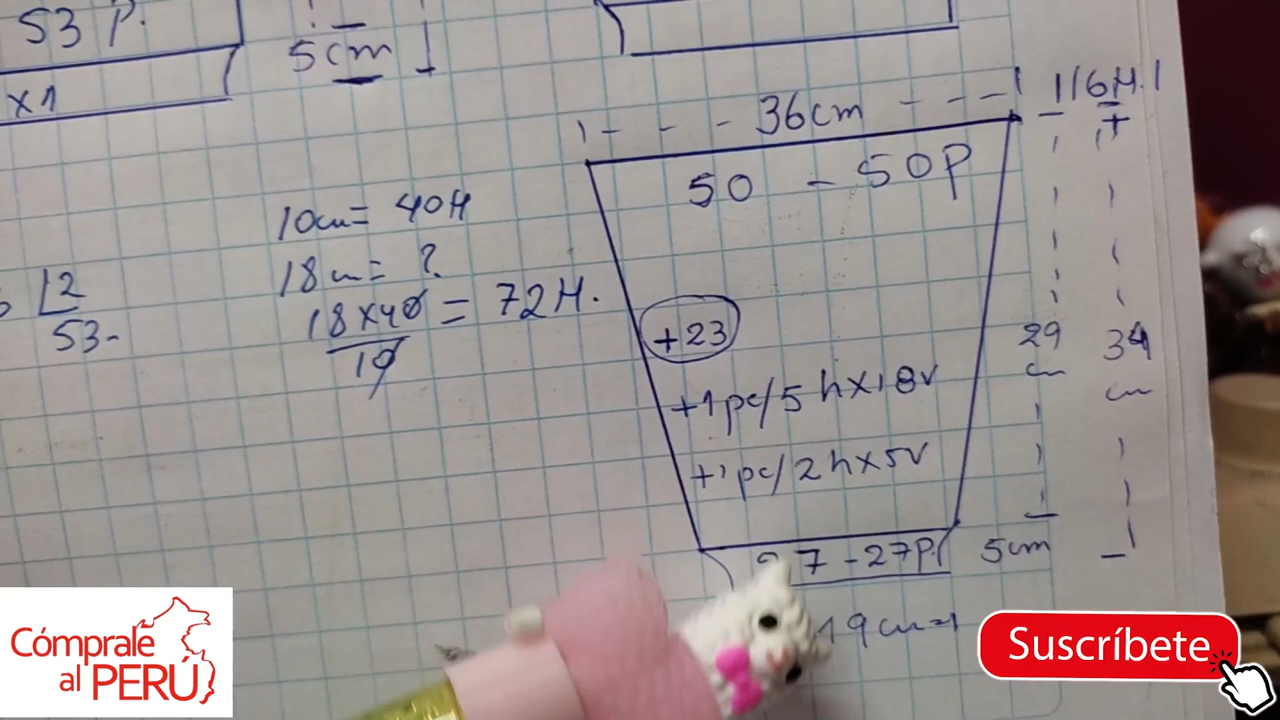 53 P.
x1
5cm
10cm = 40H
18cm = ?
18x40 = 72H.
10
2
53-
36cm
116H.
50 - 50P
+23
+1pc/5hx18v
+1pc/2hx5v
27-27P.
5cm
29
cm
34
cm
19cm
Cómprale
al PERÚ
Suscríbete